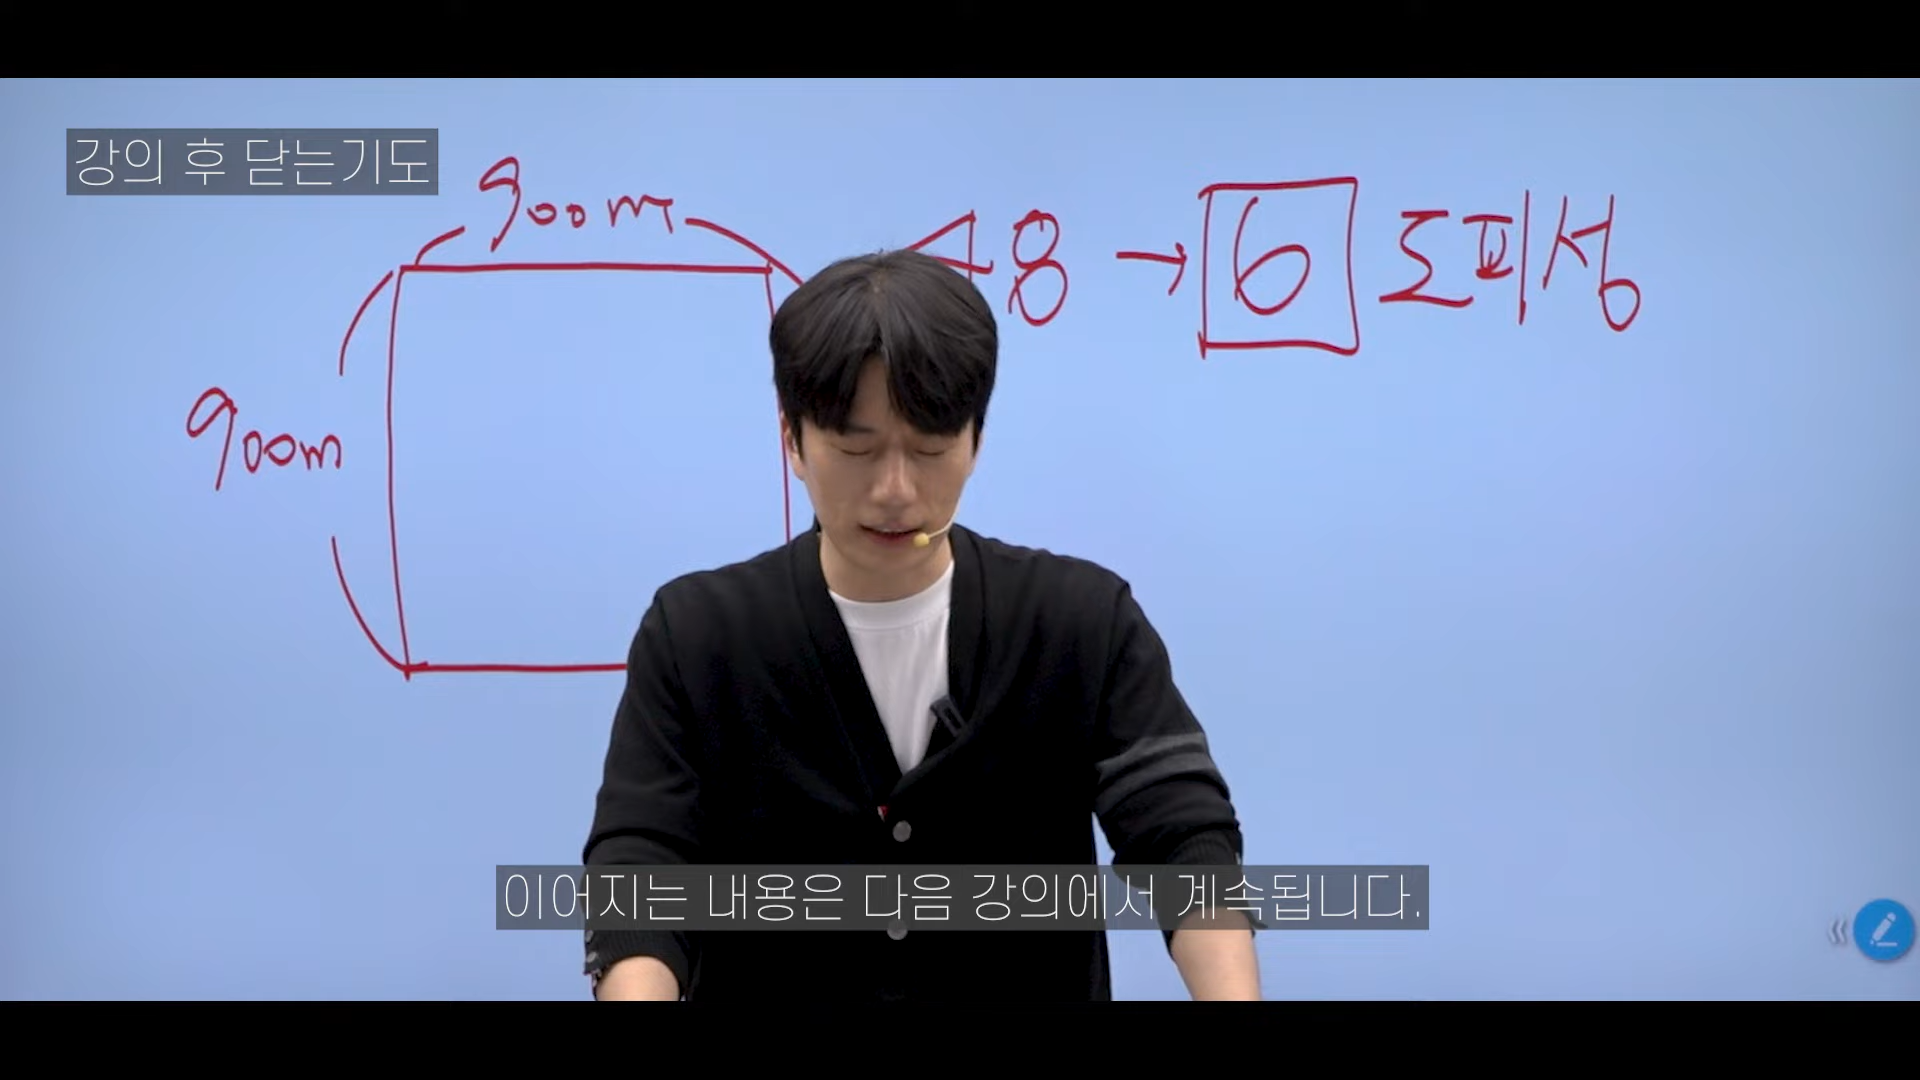 강의 후 닫는기도
900m
8 → 6 도피성
900m
이어지는 내용은 다음 강의에서 계속됩니다.